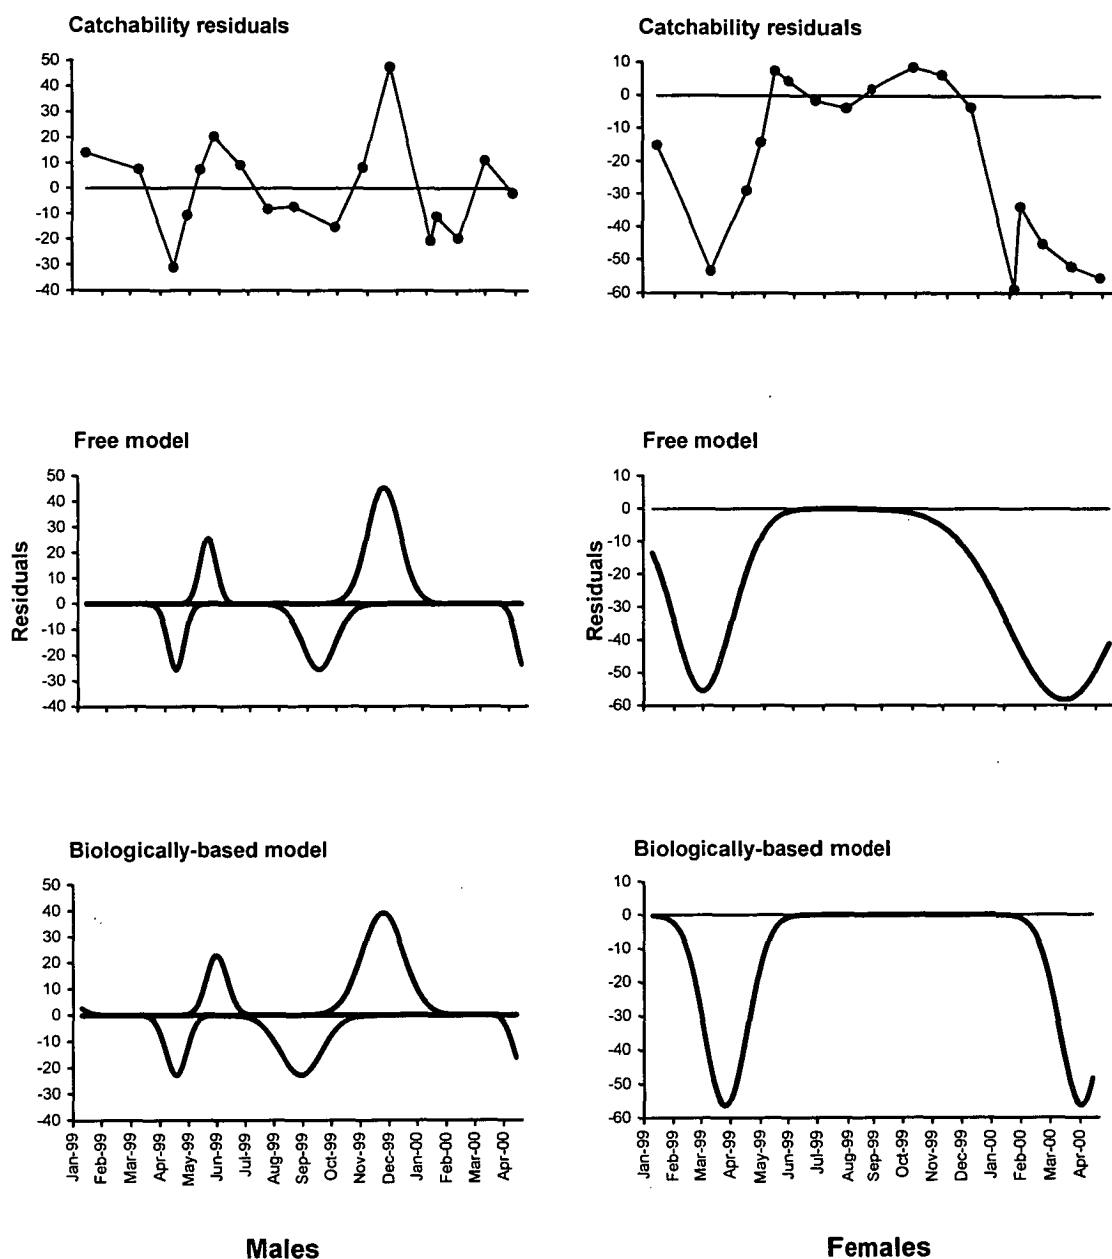 Catchability residuals
50
40
30
20
10
0
-10
-20
-30
-40
Catchability residuals
10
0
-10
-20
-30
-40
-50
-60
Free model
Residuals
50
40
30
20
10
0
-10
-20
-30
-40
Free model
Residuals
10
0
-10
-20
-30
-40
-50
-60
Biologically-based model
50
40
30
20
10
0
-10
-20
-30
-40
Jan-99
Feb-99
Mar-99
Apr-99
May-99
Jun-99
Jul-99
Aug-99
Sep-99
Oct-99
Nov-99
Dec-99
Jan-00
Feb-00
Mar-00
Apr-00
Males
Biologically-based model
10
0
-10
-20
-30
-40
-50
-60
Jan-99
Feb-99
Mar-99
Apr-99
May-99
Jun-99
Jul-99
Aug-99
Sep-99
Oct-99
Nov-99
Dec-99
Jan-00
Feb-00
Mar-00
Apr-00
Females